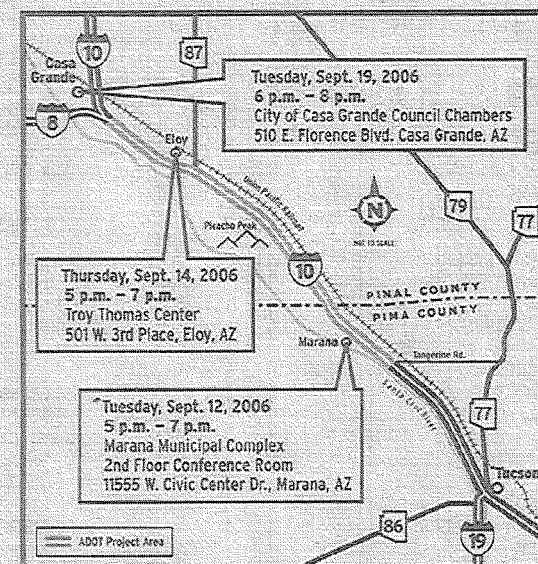 10
87
Casa
Grande
Tuesday, Sept. 19, 2006
6 p.m. - 8 p.m.
City of Casa Grande Council Chambers
510 E. Florence Blvd. Casa Grande, AZ
8
Eloy
Union Pacific Railroad
79
77
N
NOT TO SCALE
Picacho Peak
10
Thursday, Sept. 14, 2006
5 p.m. - 7 p.m.
Troy Thomas Center
501 W. 3rd Place, Eloy, AZ
PINAL COUNTY
PIMA COUNTY
Marana
Tangerine Rd.
Santa Cruz River
Tuesday, Sept. 12, 2006
5 p.m. - 7 p.m.
Marana Municipal Complex
2nd Floor Conference Room
11555 W. Civic Center Dr., Marana, AZ
77
Tucson
86
19
ADOT Project Area